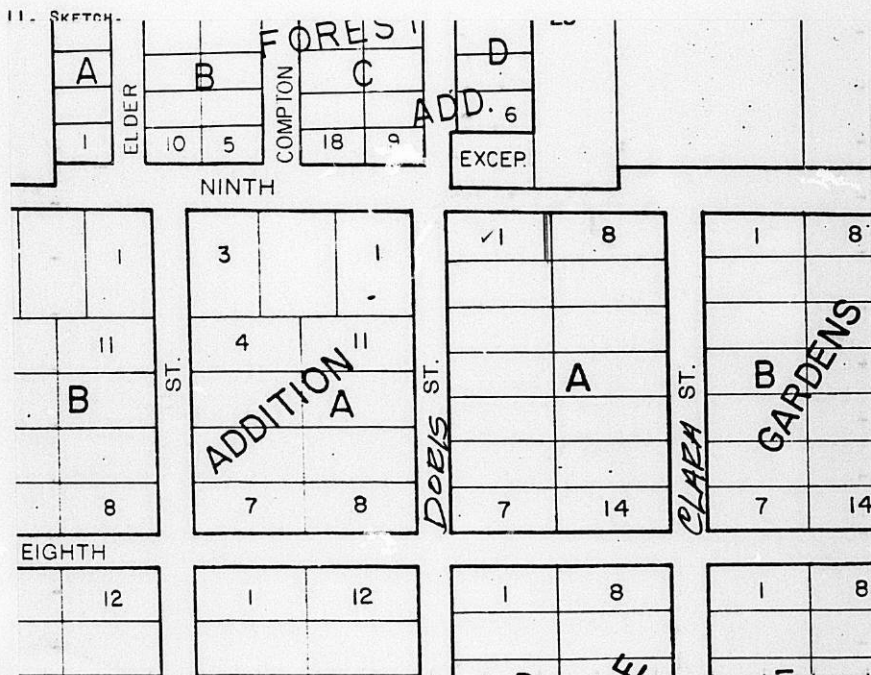 11. SKETCH.
FOREST
A
B
C
D
ELDER
COMPTON
ADD.
6
1
10
5
18
9
EXCEP.
NINTH
1
3
1
✓1
8
1
8
11
4
11
ST.
ST.
ST.
B
ADDITION
A
A
B
GARDENS
DORIS
CLARA
8
7
8
7
14
7
14
EIGHTH
12
1
12
1
8
1
8